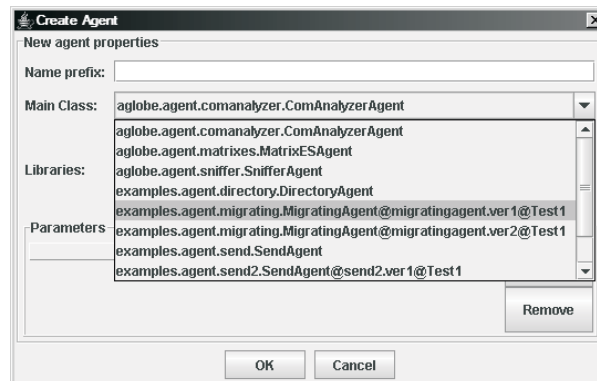 Create Agent
New agent properties
Name prefix:
Main Class: aglobe.agent.comanalyzer.ComAnalyzerAgent
aglobe.agent.comanalyzer.ComAnalyzerAgent
aglobe.agent.matrixes.MatrixESAgent
Libraries: aglobe.agent.sniffer.SnifferAgent
examples.agent.directory.DirectoryAgent
examples.agent.migrating.MigratingAgent@migratingagent.ver1@Test1
Parameters examples.agent.migrating.MigratingAgent@migratingagent.ver2@Test1
examples.agent.send.SendAgent
examples.agent.send2.SendAgent@send2.ver1@Test1
Remove
OK Cancel